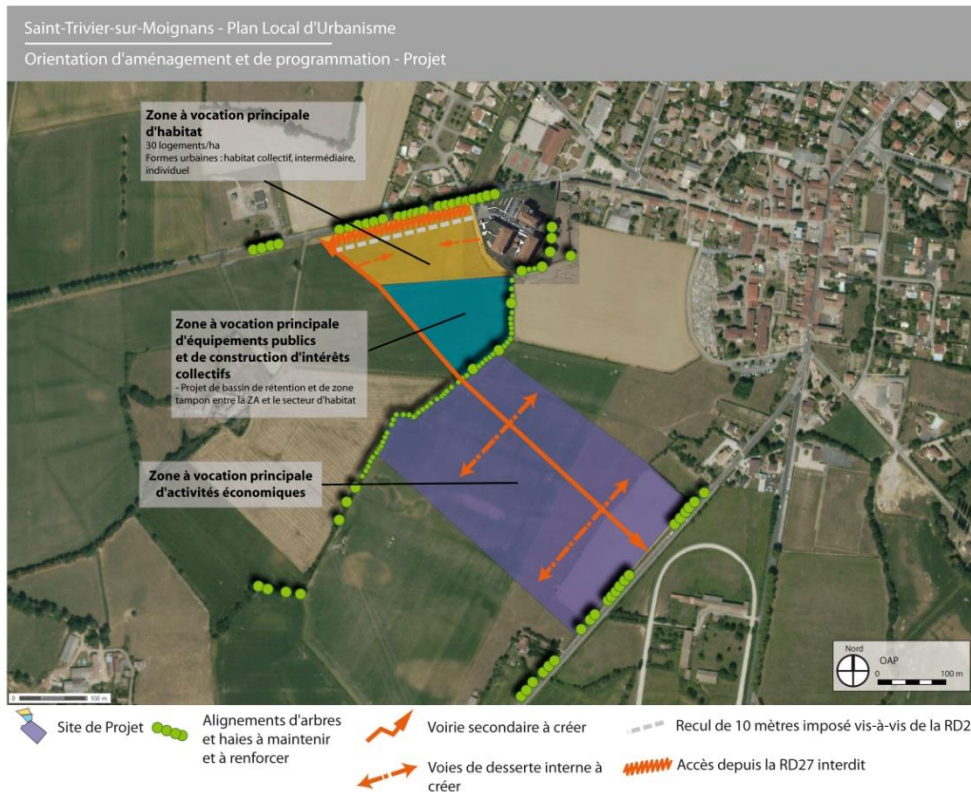 Saint-Trivier-sur-Moignans - Plan Local d'Urbanisme
Orientation d'aménagement et de programmation - Projet
Zone à vocation principale
d'habitat
30 logements/ha
Formes urbaines : habitat collectif, intermédiaire,
individuel
Zone à vocation principale
d'équipements publics
et de construction d'intérêts
collectifs
- Projet de bassin de rétention et de zone
tampon entre la ZA et le secteur d'habitat
Zone à vocation principale
d'activités économiques
Nord
OAP
0 100 m
0 100 m
Site de Projet
Alignements d'arbres
et haies à maintenir
et à renforcer
Voirie secondaire à créer
Voies de desserte interne à
créer
Recul de 10 mètres imposé vis-à-vis de la RD2
Accès depuis la RD27 interdit